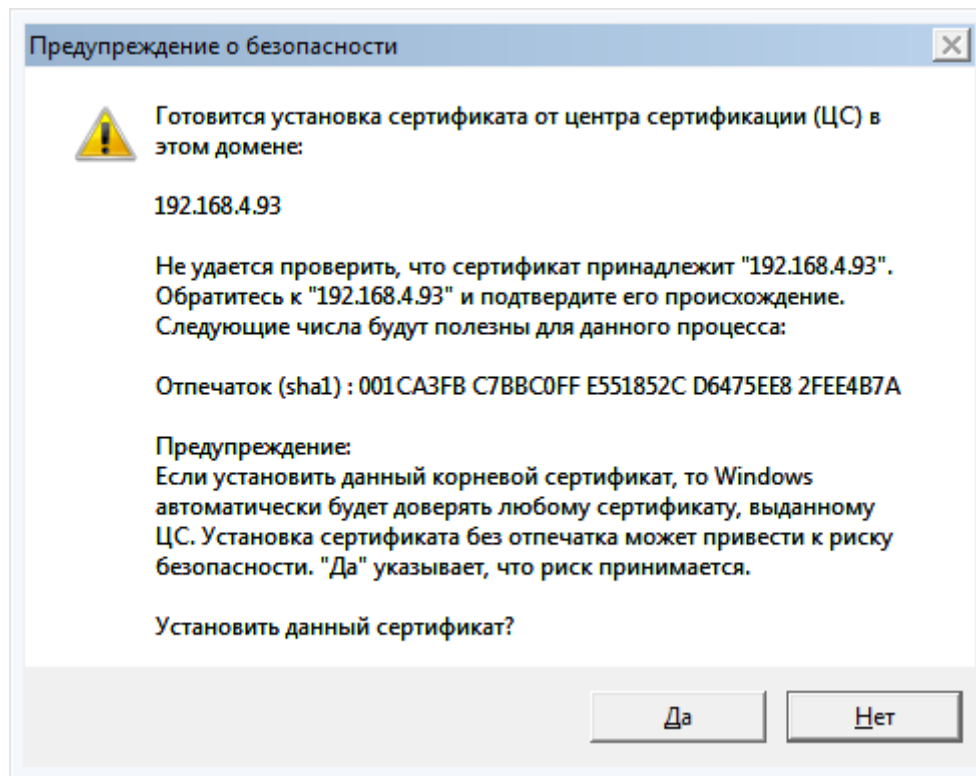 Предупреждение о безопасности
Готовится установка сертификата от центра сертификации (ЦС) в
этом домене:
192.168.4.93
Не удается проверить, что сертификат принадлежит "192.168.4.93".
Обратитесь к "192.168.4.93" и подтвердите его происхождение.
Следующие числа будут полезны для данного процесса:
Отпечаток (sha1) : 001CA3FB C7BBC0FF E551852C D6475EE8 2FEE4B7A
Предупреждение:
Если установить данный корневой сертификат, то Windows
автоматически будет доверять любому сертификату, выданному
ЦС. Установка сертификата без отпечатка может привести к риску
безопасности. "Да" указывает, что риск принимается.
Установить данный сертификат?
Да
Нет